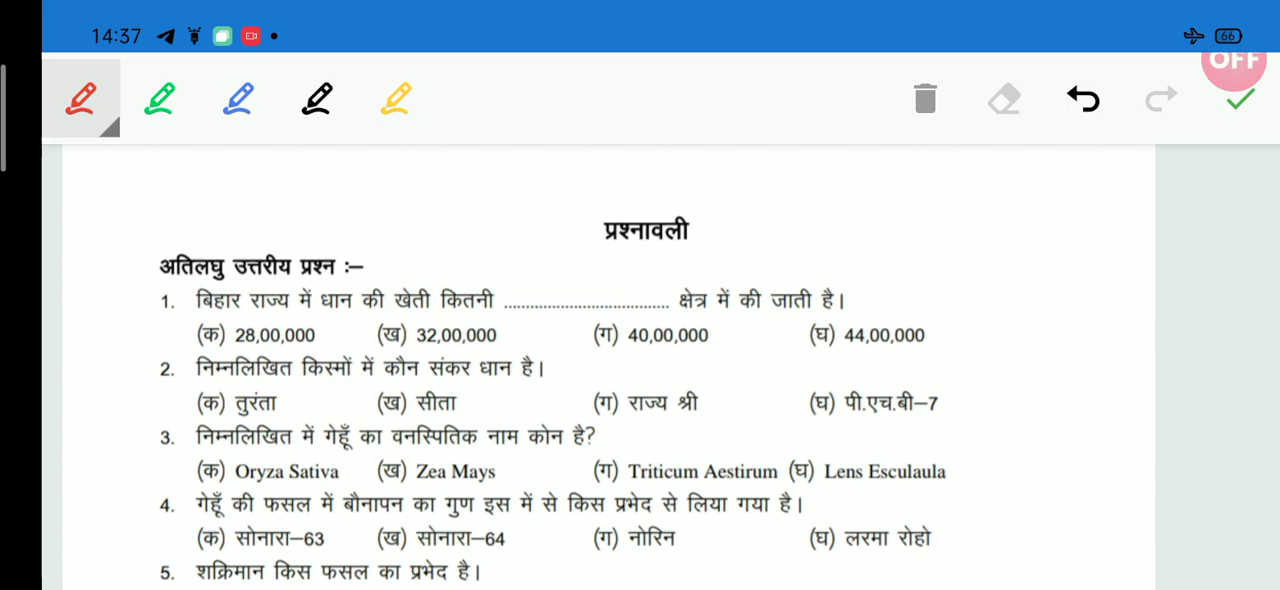 14:37
66
OFF
प्रश्नावली
अतिलघु उत्तरीय प्रश्न :–
1. बिहार राज्य में धान की खेती कितनी ................................ क्षेत्र में की जाती है।
(क) 28,00,000 (ख) 32,00,000 (ग) 40,00,000 (घ) 44,00,000
2. निम्नलिखित किस्मों में कौन संकर धान है।
(क) तुरंता (ख) सीता (ग) राज्य श्री (घ) पी.एच.बी–7
3. निम्नलिखित में गेहूँ का वनस्पितिक नाम कोन है?
(क) Oryza Sativa (ख) Zea Mays (ग) Triticum Aestirum (घ) Lens Esculaula
4. गेहूँ की फसल में बौनापन का गुण इस में से किस प्रभेद से लिया गया है।
(क) सोनारा–63 (ख) सोनारा–64 (ग) नोरिन (घ) लरमा रोहो
5. शक्रिमान किस फसल का प्रभेद है।